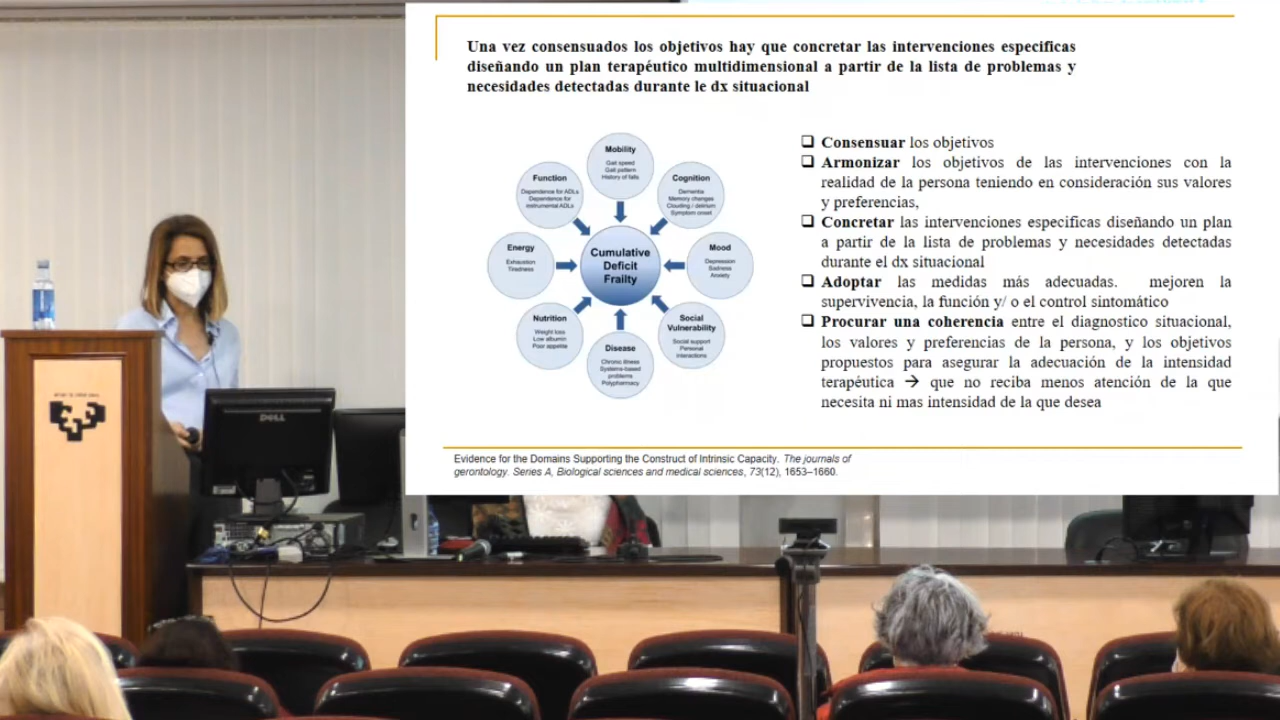 Una vez consensuados los objetivos hay que concretar las intervenciones especificas
diseñando un plan terapéutico multidimensional a partir de la lista de problemas y
necesidades detectadas durante le dx situacional
Mobility
Gait speed
Gait pattern
History of falls
Function
Dependence for ADLs
Dependence for
instrumental ADLs
Cognition
Dementia
Memory changes
Clouding / delirium
Symptom onset
Energy
Exhaustion
Tiredness
Cumulative
Deficit
Frailty
Mood
Depression
Sadness
Anxiety
Nutrition
Weight loss
Low albumin
Poor appetite
Social
Vulnerability
Social support
Personal
interactions
Disease
Chronic illness
Systems-based
problems
Polypharmacy
❑ Consensuar los objetivos
❑ Armonizar los objetivos de las intervenciones con la
realidad de la persona teniendo en consideración sus valores
y preferencias,
❑ Concretar las intervenciones especificas diseñando un plan
a partir de la lista de problemas y necesidades detectadas
durante el dx situacional
❑ Adoptar las medidas más adecuadas. mejoren la
supervivencia, la función y/ o el control sintomático
❑ Procurar una coherencia entre el diagnostico situacional,
los valores y preferencias de la persona, y los objetivos
propuestos para asegurar la adecuación de la intensidad
terapéutica → que no reciba menos atención de la que
necesita ni mas intensidad de la que desea
Evidence for the Domains Supporting the Construct of Intrinsic Capacity. The journals of
gerontology. Series A, Biological sciences and medical sciences, 73(12), 1653–1660.
DELL